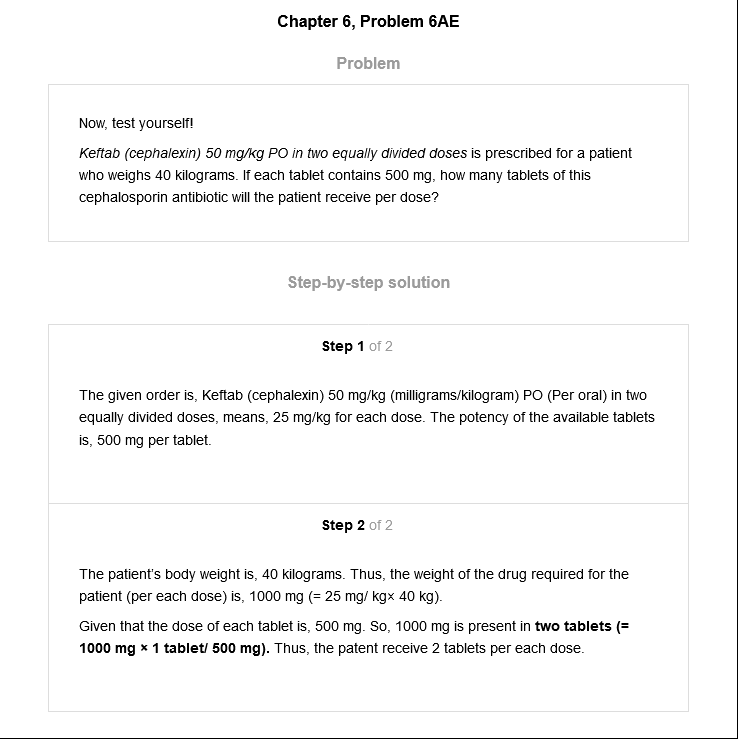 Chapter 6, Problem 6AE
Problem
Now, test yourself!
Keftab (cephalexin) 50 mg/kg PO in two equally divided doses is prescribed for a patient
who weighs 40 kilograms. If each tablet contains 500 mg, how many tablets of this
cephalosporin antibiotic will the patient receive per dose?
Step-by-step solution
Step 1 of 2
The given order is, Keftab (cephalexin) 50 mg/kg (milligrams/kilogram) PO (Per oral) in two
equally divided doses, means, 25 mg/kg for each dose. The potency of the available tablets
is, 500 mg per tablet.
Step 2 of 2
The patient's body weight is, 40 kilograms. Thus, the weight of the drug required for the
patient (per each dose) is, 1000 mg (= 25 mg/ kg× 40 kg).
Given that the dose of each tablet is, 500 mg. So, 1000 mg is present in two tablets (=
1000 mg × 1 tablet/ 500 mg). Thus, the patent receive 2 tablets per each dose.